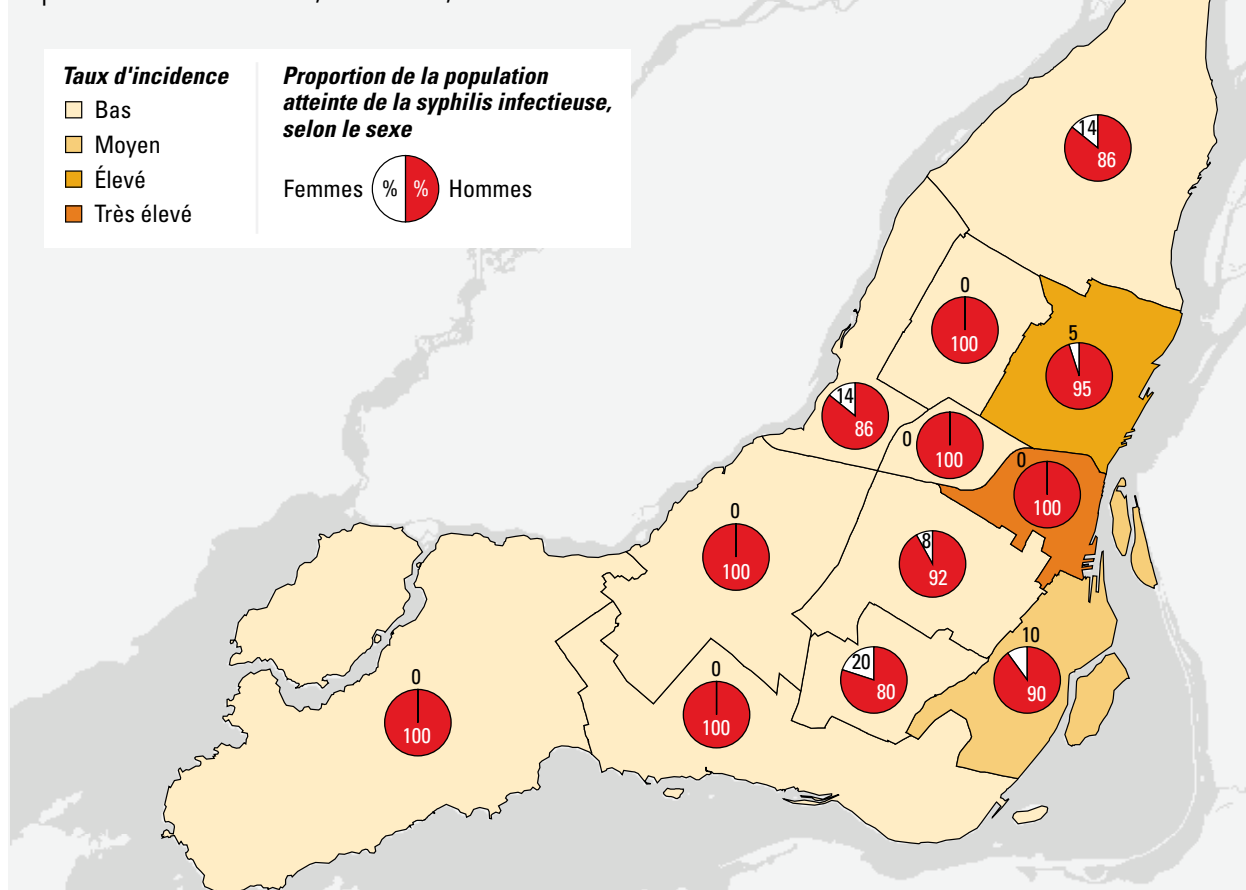 Taux d'incidence
Bas
Moyen
Élevé
Très élevé
Proportion de la population
atteinte de la syphilis infectieuse,
selon le sexe
Femmes % % Hommes
14
86
0
100
5
95
14
86
0
100
0
100
0
100
8
92
10
90
20
80
0
100
0
100